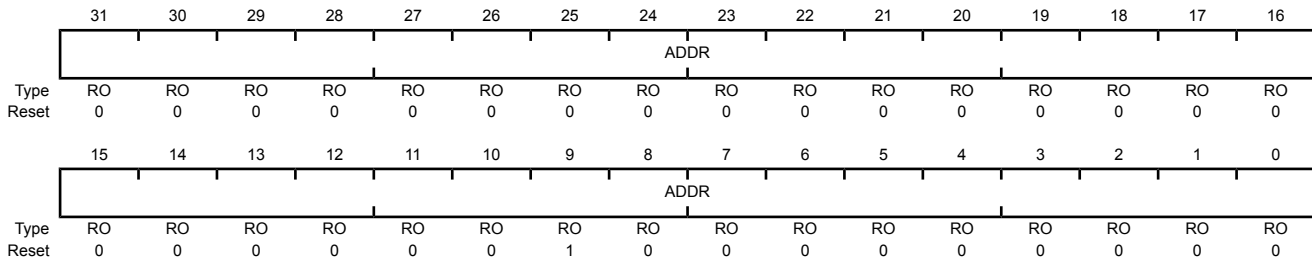 31 30 29 28 27 26 25 24 23 22 21 20 19 18 17 16
ADDR
Type RO RO RO RO RO RO RO RO RO RO RO RO RO RO RO RO
Reset 0 0 0 0 0 0 0 0 0 0 0 0 0 0 0 0
15 14 13 12 11 10 9 8 7 6 5 4 3 2 1 0
ADDR
Type RO RO RO RO RO RO RO RO RO RO RO RO RO RO RO RO
Reset 0 0 0 0 0 0 1 0 0 0 0 0 0 0 0 0